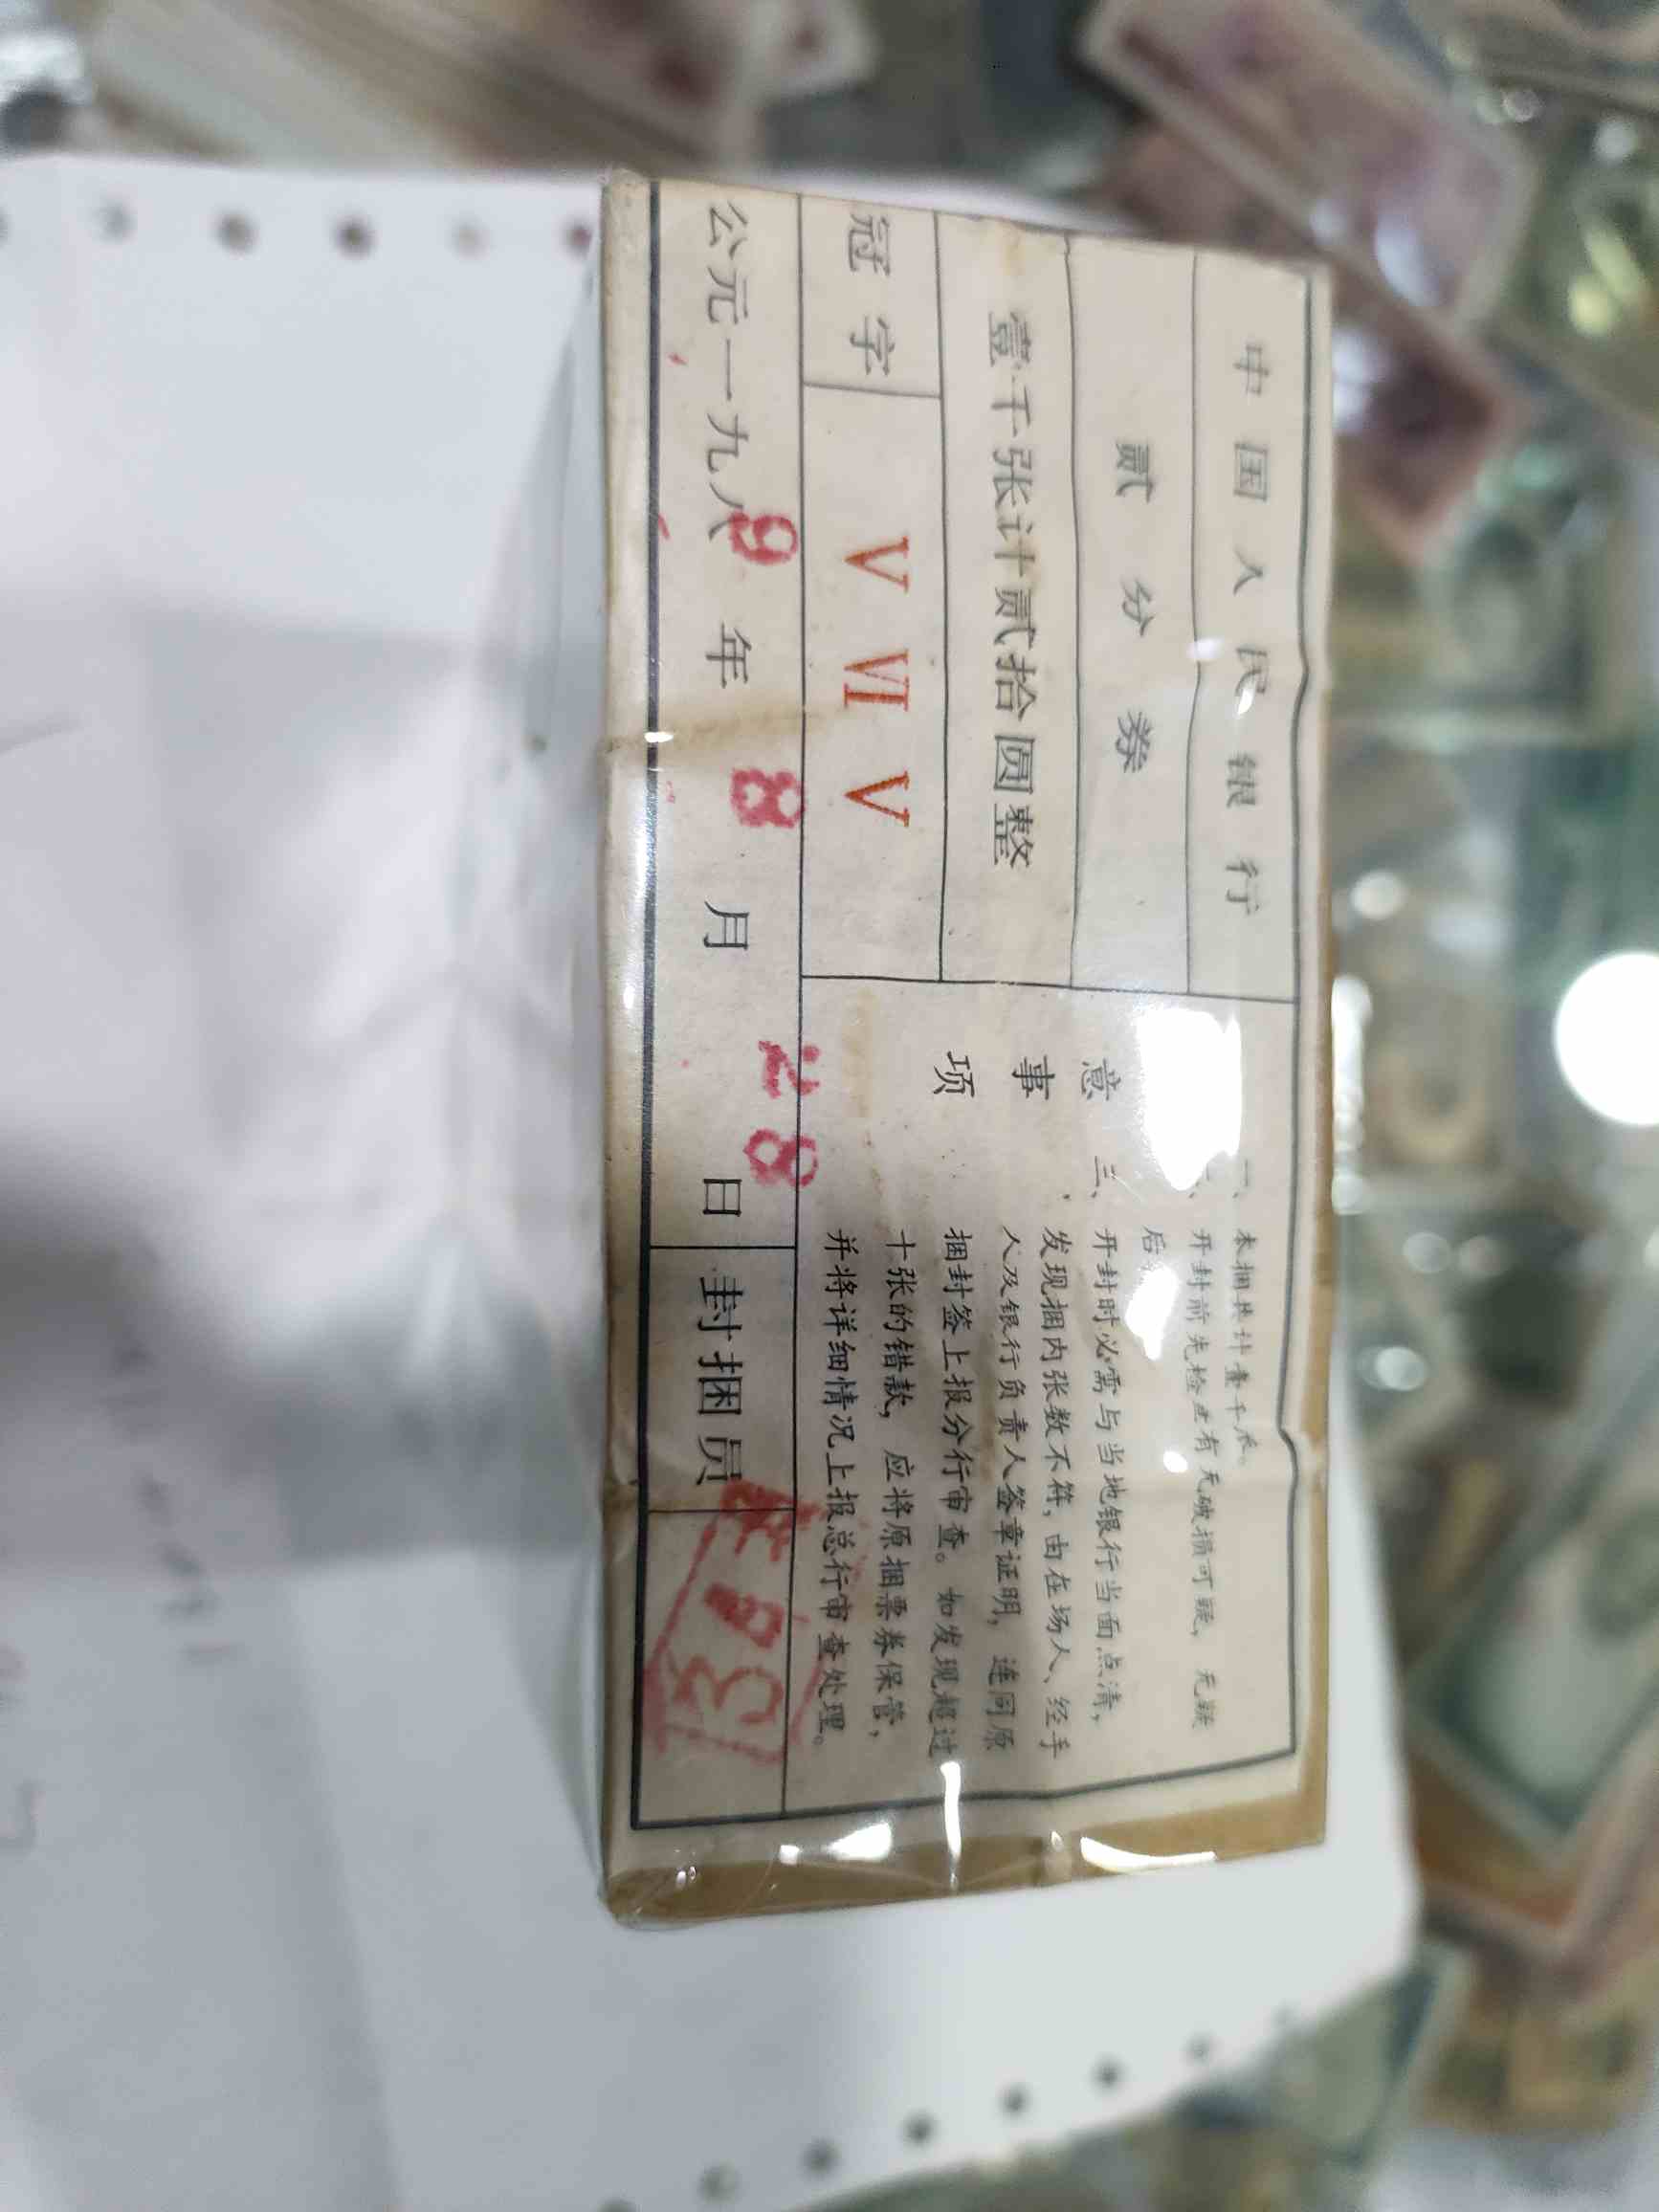 中国人民银行
贰分券
壹千张计贰拾圆整
冠字 V VI V
意事项
一、本捆共计壹千张。
开封前先检查有无破损可疑，无疑
后
三、开封时必需与当地银行当面点清，
发现捆内张数不符，由在场人、经手
人及银行负责人签章证明，连同原
捆封签上报分行审查。如发现超过
十张的错款，应将原捆票券保管，
并将详细情况上报总行审查处理。
公元一九八9年8月28日 封捆员